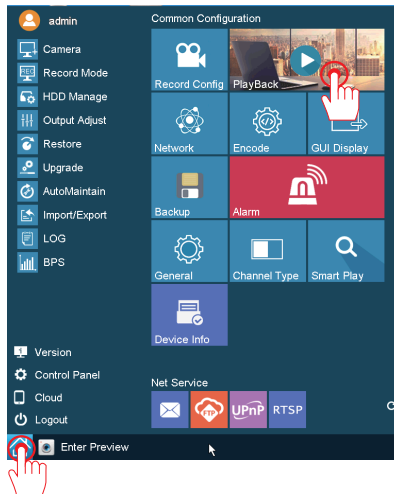 admin
Common Configuration
Camera
REC
Record Mode
HDD Manage
Output Adjust
Restore
Upgrade
AutoMaintain
Import/Export
LOG
BPS
Record Config
PlayBack
Network
Encode
GUI Display
Backup
Alarm
General
Channel Type
Smart Play
Device Info
Version
Control Panel
Cloud
Logout
Net Service
FTP
UPnP
RTSP
Enter Preview